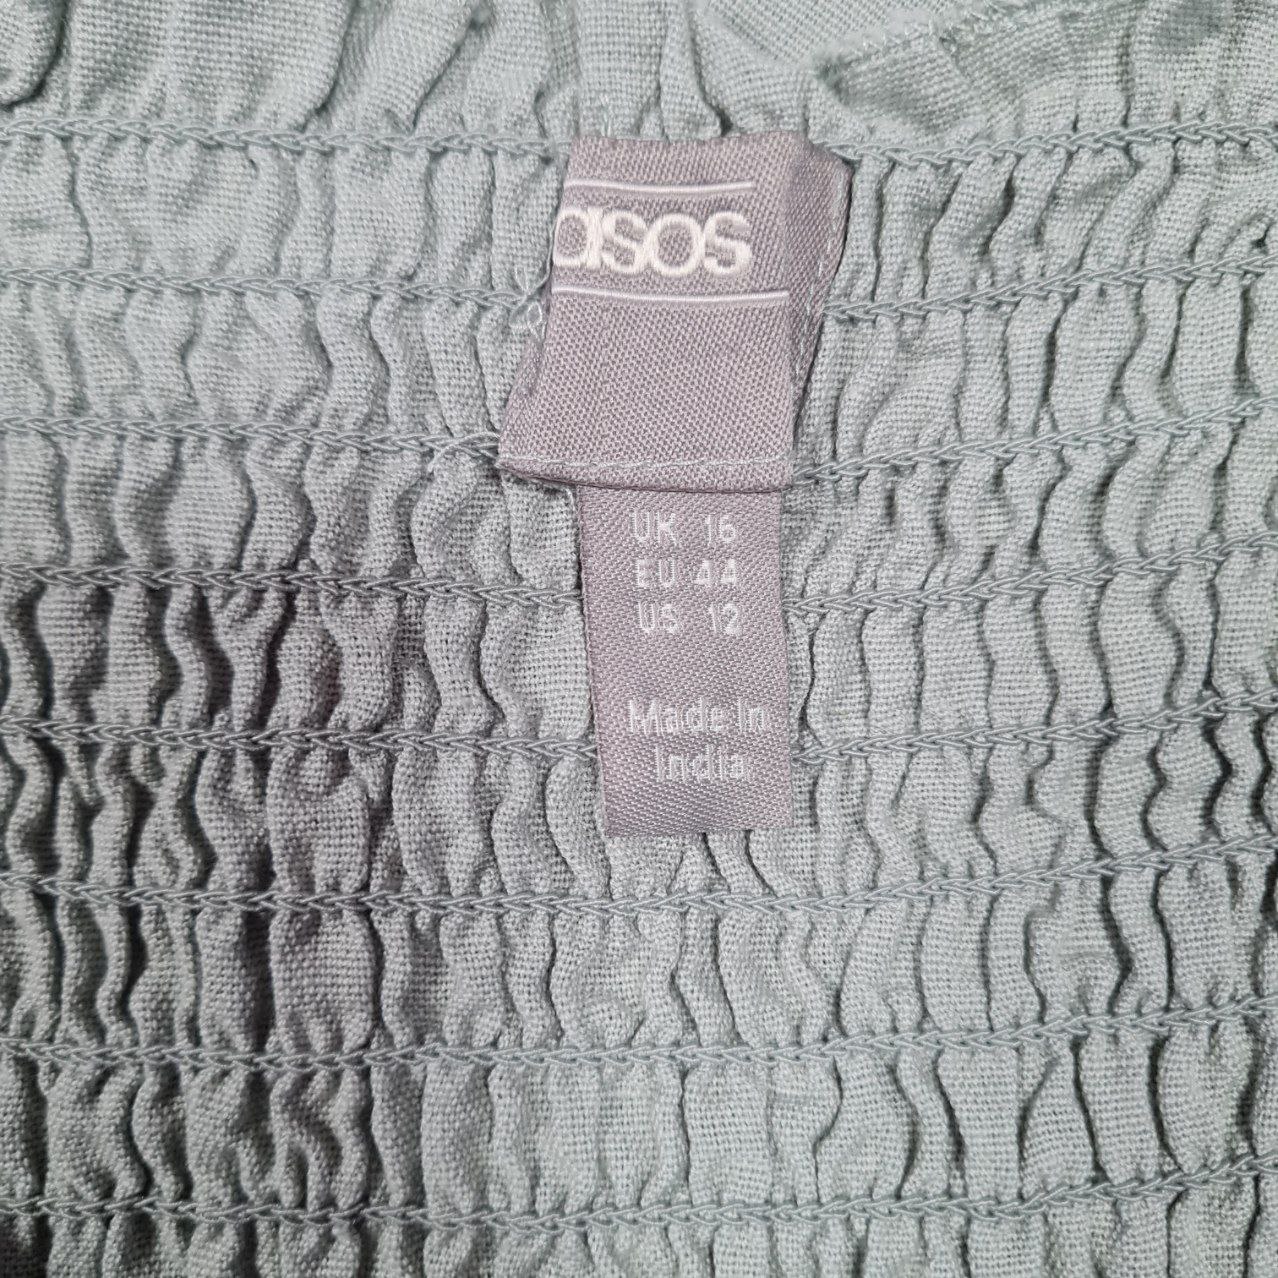 asos
UK 16
EU 44
US 12
Made In
India